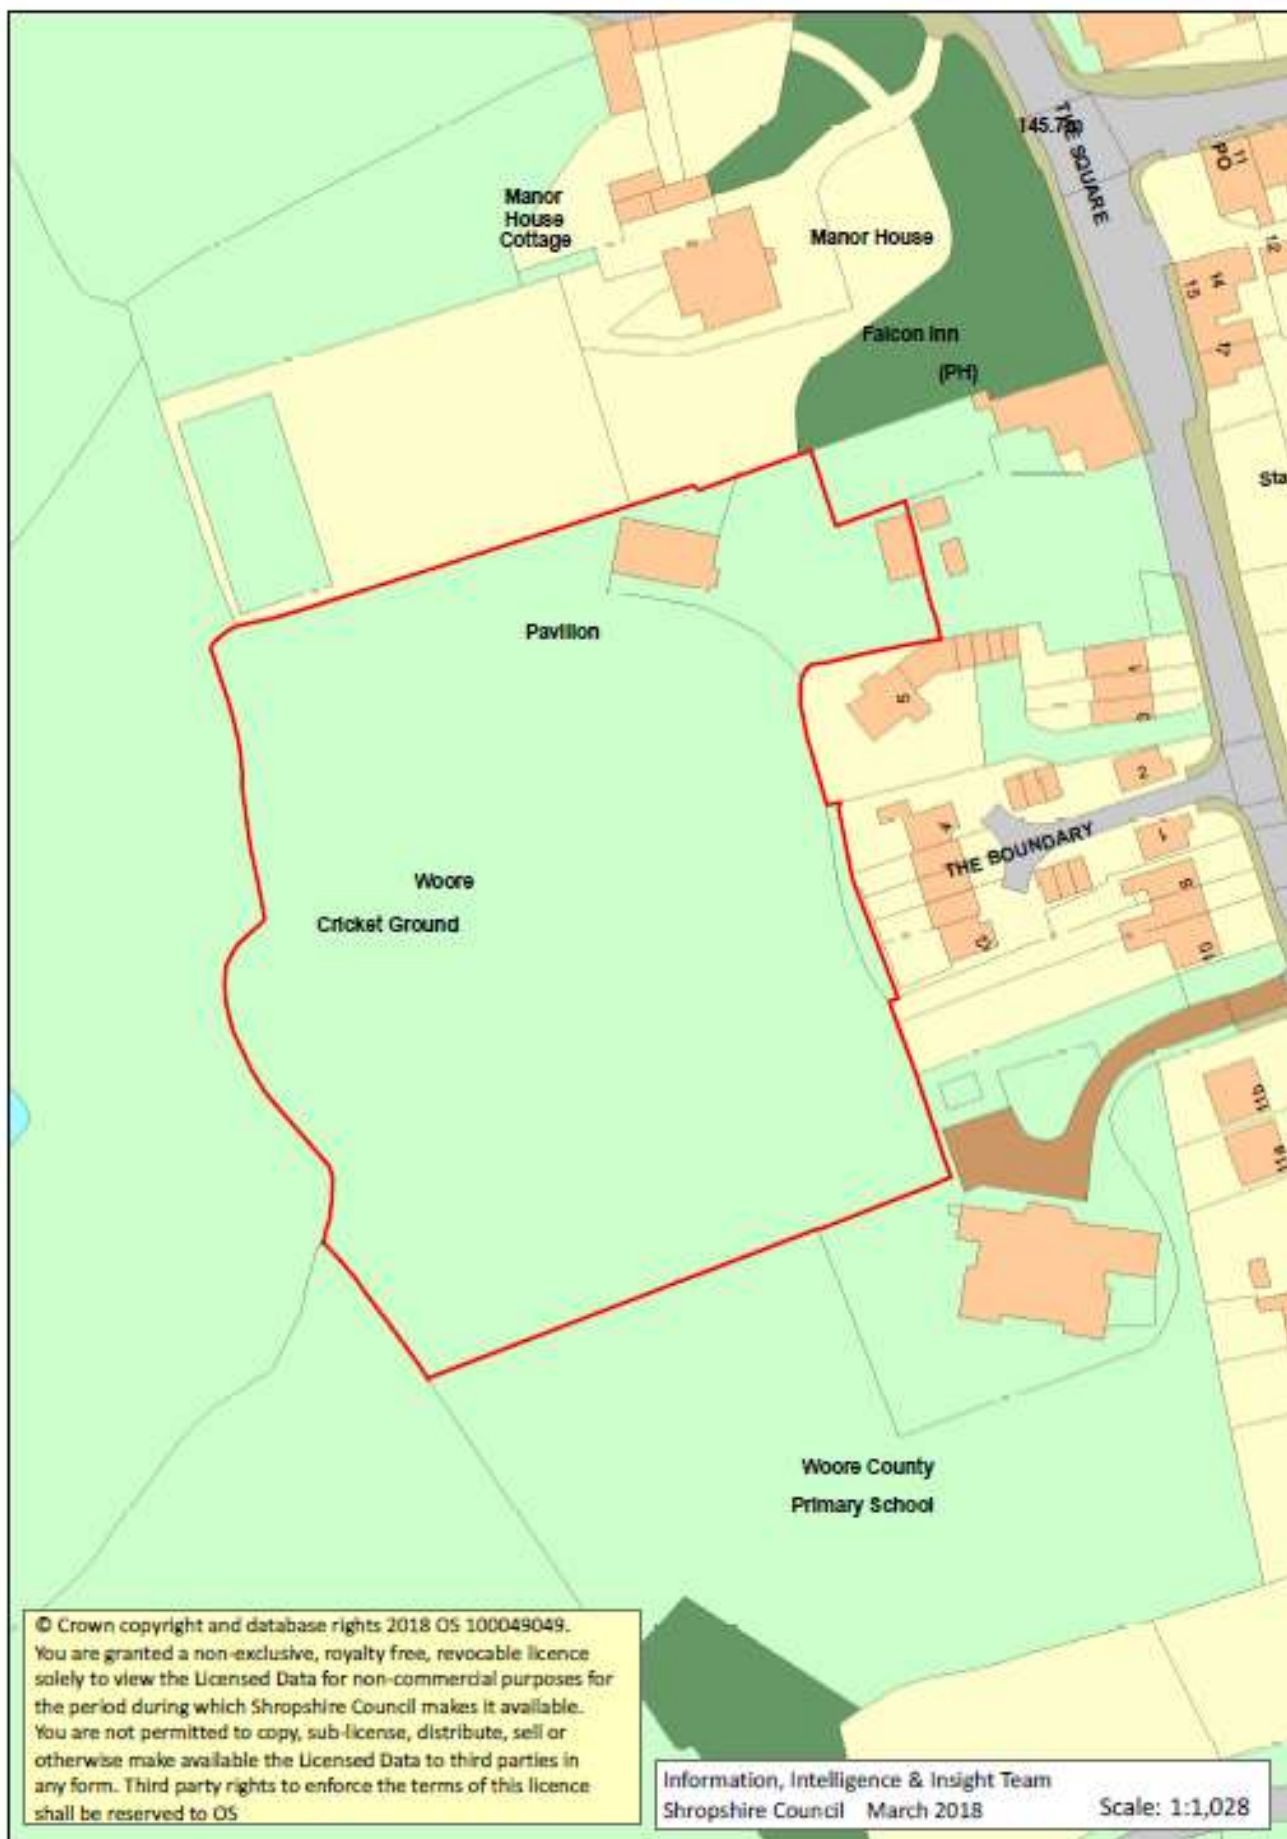 145.7
THE SQUARE
PO
11
12
14
15
17
Manor
House
Cottage
Manor House
Falcon Inn
(PH)
Sta
Pavilion
5
2
1
4
THE BOUNDARY
Woore
Cricket Ground
10
11b
11a
Woore County
Primary School
© Crown copyright and database rights 2018 OS 100049049.
You are granted a non-exclusive, royalty free, revocable licence
solely to view the Licensed Data for non-commercial purposes for
the period during which Shropshire Council makes it available.
You are not permitted to copy, sub-license, distribute, sell or
otherwise make available the Licensed Data to third parties in
any form. Third party rights to enforce the terms of this licence
shall be reserved to OS
Information, Intelligence & Insight Team
Shropshire Council March 2018
Scale: 1:1,028